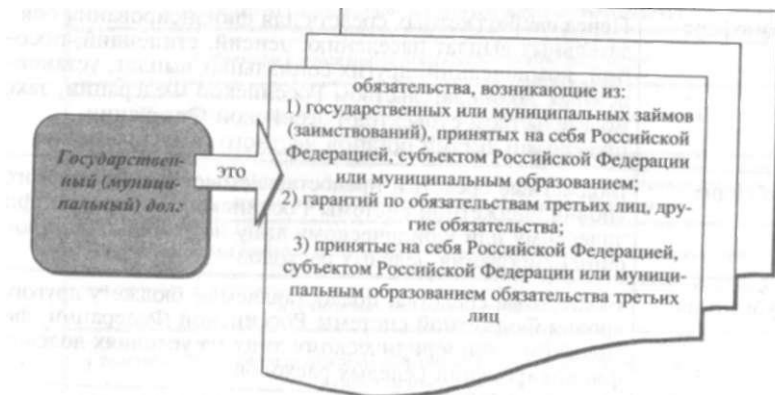 Государствен-
ный (муници-
пальный) долг
это
обязательства, возникающие из:
1) государственных или муниципальных займов
(заимствований), принятых на себя Российской
Федерацией, субъектом Российской Федерации
или муниципальным образованием;
2) гарантий по обязательствам третьих лиц, дру-
гие обязательства;
3) принятые на себя Российской Федерацией,
субъектом Российской Федерации или муници-
пальным образованием обязательства третьих
лиц